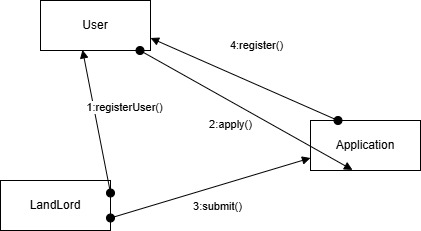 User
4:register()
1:registerUser()
2:apply()
Application
LandLord
3:submit()